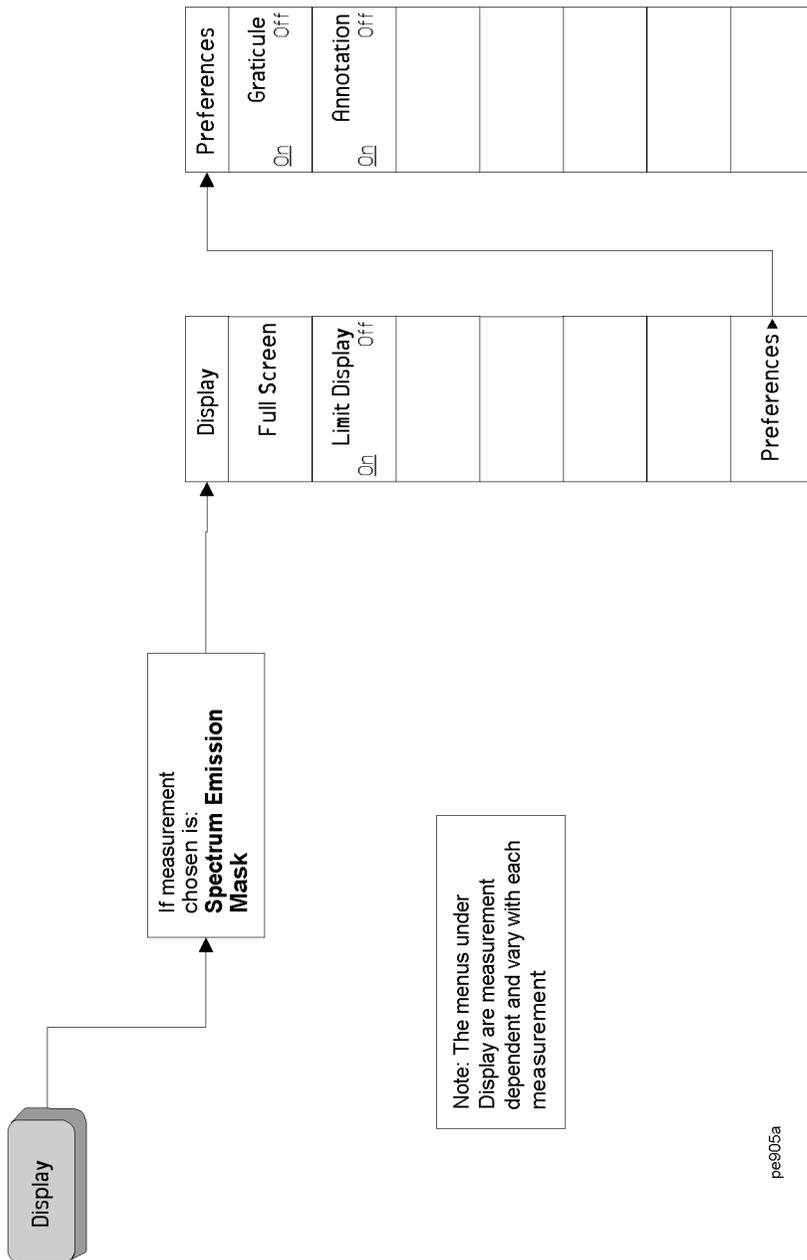 Display
If measurement
chosen is:
Spectrum Emission
Mask
Note: The menus under
Display are measurement
dependent and vary with each
measurement
Display
Full Screen
Limit Display
On Off
Preferences
Preferences
Graticule
On Off
Annotation
On Off
pe905a